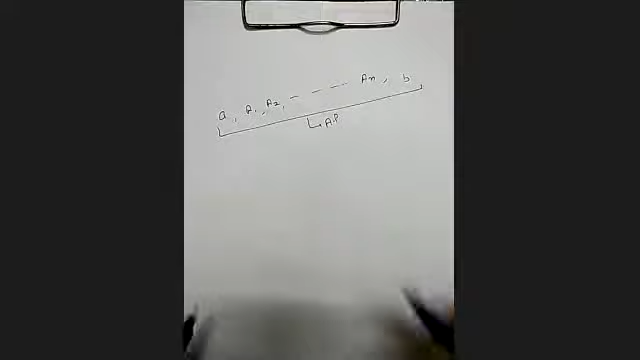 a, A1, A2, - - - - An, b
AP